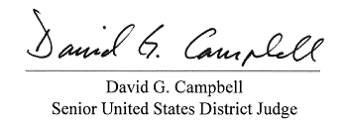 David G. Campbell
David G. Campbell
Senior United States District Judge